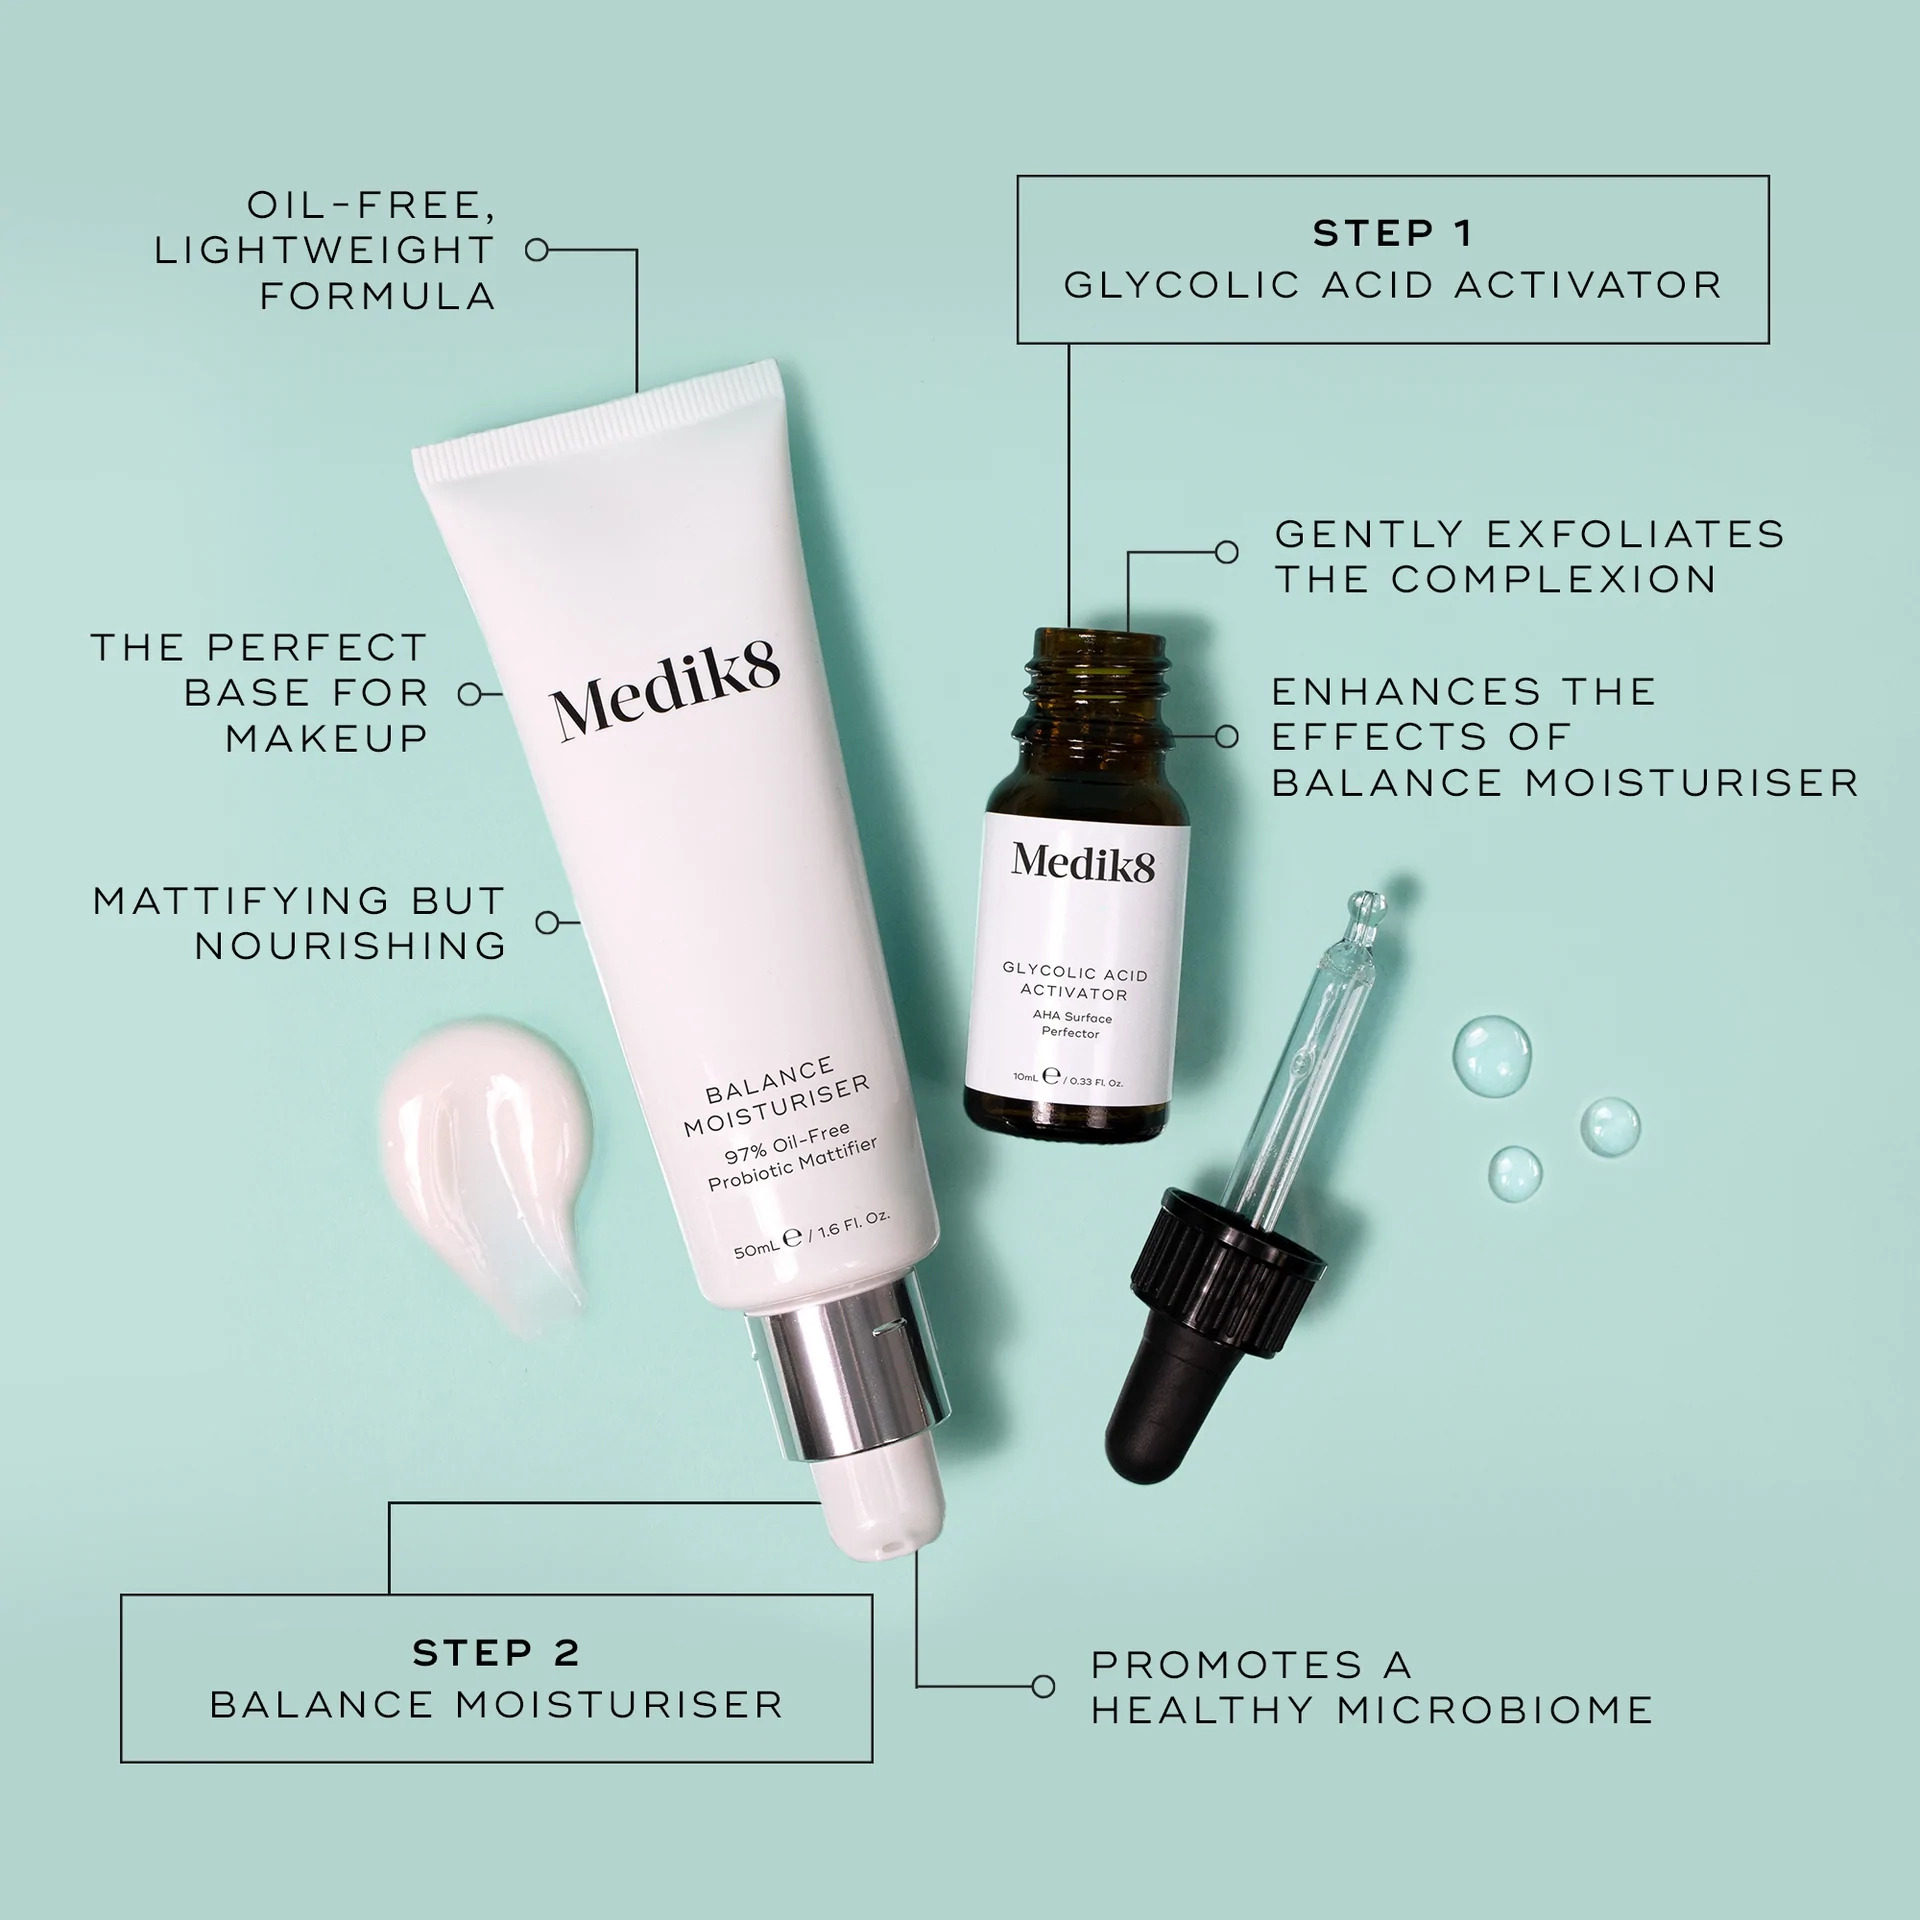 OIL-FREE,
LIGHTWEIGHT
FORMULA
STEP 1
GLYCOLIC ACID ACTIVATOR
GENTLY EXFOLIATES
THE COMPLEXION
THE PERFECT
BASE FOR
MAKEUP
ENHANCES THE
EFFECTS OF
BALANCE MOISTURISER
MATTIFYING BUT
NOURISHING
Medik8
BALANCE
MOISTURISER
97% Oil-Free
Probiotic Mattifier
50mL ℮ / 1.6 Fl. Oz.
Medik8
GLYCOLIC ACID
ACTIVATOR
AHA Surface
Perfector
10mL ℮ / 0.33 Fl. Oz.
STEP 2
BALANCE MOISTURISER
PROMOTES A
HEALTHY MICROBIOME